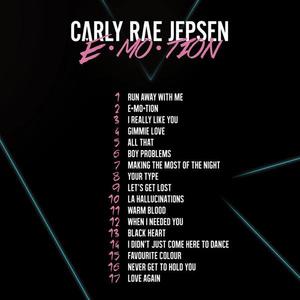 CARLY RAE JEPSEN
E•MO•TION
1 RUN AWAY WITH ME
2 E•MO•TION
3 I REALLY LIKE YOU
4 GIMMIE LOVE
5 ALL THAT
6 BOY PROBLEMS
7 MAKING THE MOST OF THE NIGHT
8 YOUR TYPE
9 LET'S GET LOST
10 LA HALLUCINATIONS
11 WARM BLOOD
12 WHEN I NEEDED YOU
13 BLACK HEART
14 I DIDN'T JUST COME HERE TO DANCE
15 FAVOURITE COLOUR
16 NEVER GET TO HOLD YOU
17 LOVE AGAIN